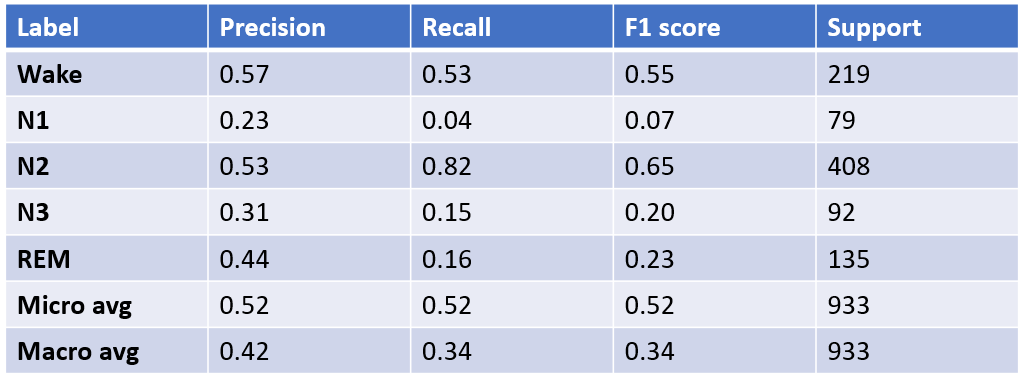 Label Precision Recall F1 score Support
Wake 0.57 0.53 0.55 219
N1 0.23 0.04 0.07 79
N2 0.53 0.82 0.65 408
N3 0.31 0.15 0.20 92
REM 0.44 0.16 0.23 135
Micro avg 0.52 0.52 0.52 933
Macro avg 0.42 0.34 0.34 933